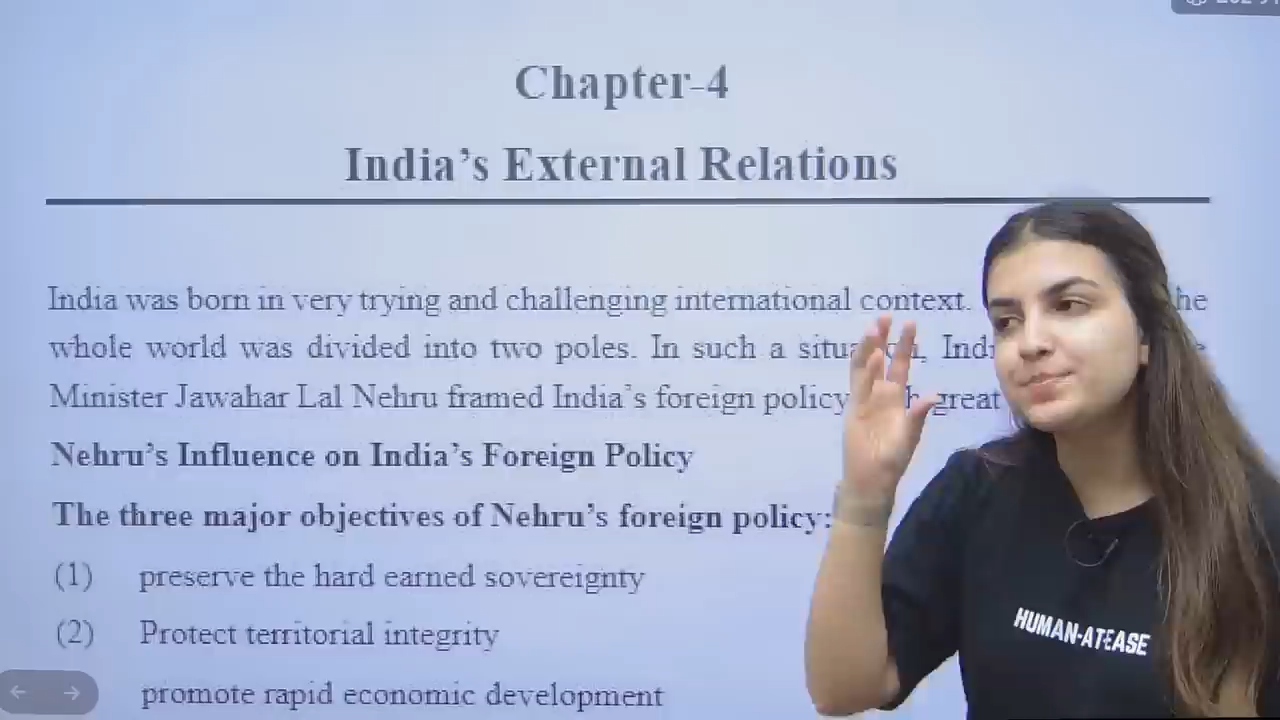 Chapter-4
India's External Relations
India was born in very trying and challenging international context. he
whole world was divided into two poles. In such a
Minister Jawahar Lal Nehru framed India's foreign policy great
Nehru's Influence on India's Foreign Policy
The three major objectives of Nehru's foreign policy:
(1) preserve the hard earned sovereignty
(2) Protect territorial integrity
promote rapid economic development
HUMAN-ATEASE